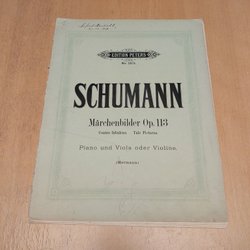 EDITION PETERS
SCHUMANN
Märchenbilder Op. 113
Piano und Viola oder Violine.
(Hermann)